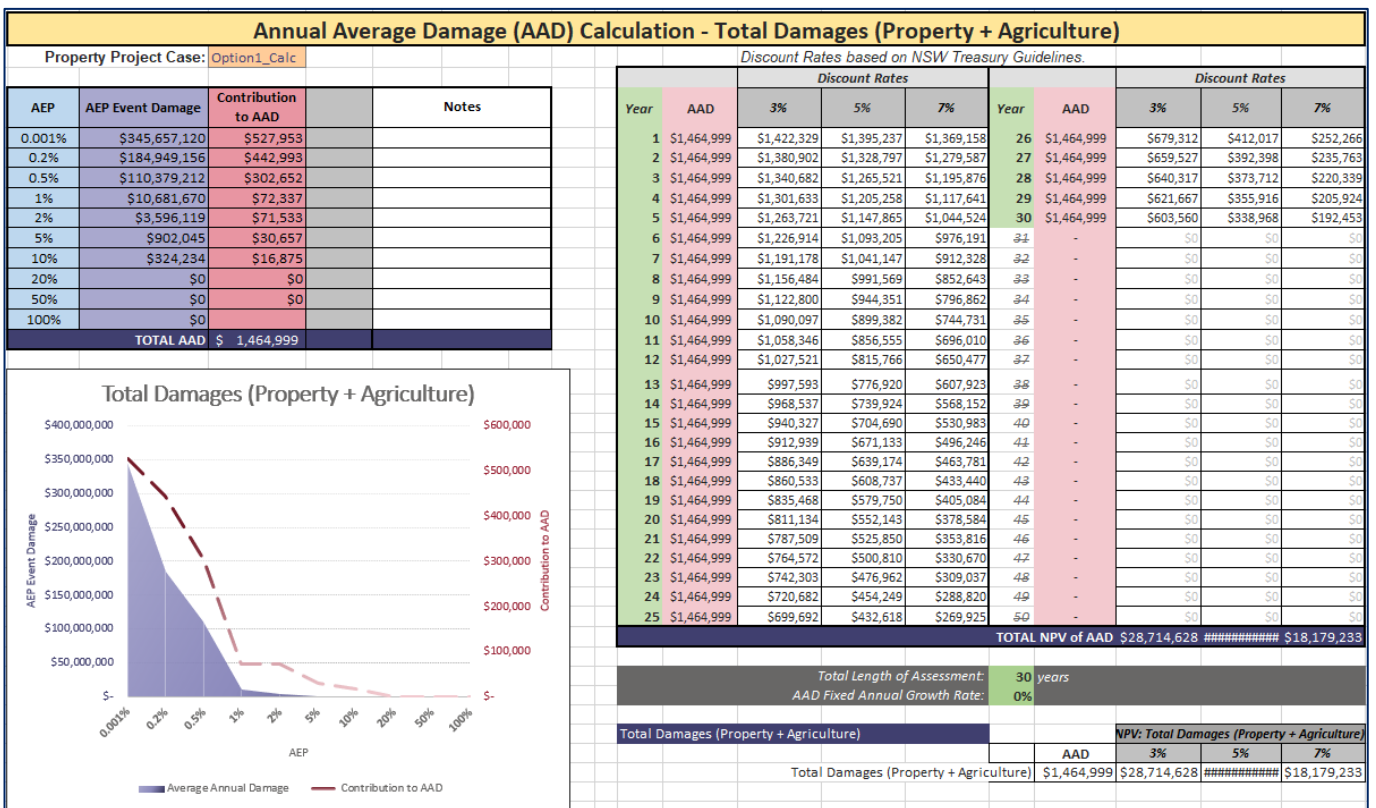 Annual Average Damage (AAD) Calculation - Total Damages (Property + Agriculture)
Property Project Case: Option1_Calc
AEP AEP Event Damage Contribution to AAD Notes
0.001% $345,657,120 $527,953
0.2% $184,949,156 $442,993
0.5% $110,379,212 $302,652
1% $10,681,670 $72,337
2% $3,596,119 $71,533
5% $902,045 $30,657
10% $324,234 $16,875
20% $0 $0
50% $0 $0
100% $0
TOTAL AAD $ 1,464,999
Total Damages (Property + Agriculture)
$400,000,000
$350,000,000
$300,000,000
$250,000,000
$200,000,000
$150,000,000
$100,000,000
$50,000,000
$-
AEP Event Damage
$600,000
$500,000
$400,000
$300,000
$200,000
$100,000
$-
Contribution to AAD
0.001% 0.2% 0.5% 1% 2% 5% 10% 20% 50% 100%
AEP
Average Annual Damage Contribution to AAD
Discount Rates based on NSW Treasury Guidelines.
Discount Rates Discount Rates
Year AAD 3% 5% 7% Year AAD 3% 5% 7%
1 $1,464,999 $1,422,329 $1,395,237 $1,369,158 26 $1,464,999 $679,312 $412,017 $252,266
2 $1,464,999 $1,380,902 $1,328,797 $1,279,587 27 $1,464,999 $659,527 $392,398 $235,763
3 $1,464,999 $1,340,682 $1,265,521 $1,195,876 28 $1,464,999 $640,317 $373,712 $220,339
4 $1,464,999 $1,301,633 $1,205,258 $1,117,641 29 $1,464,999 $621,667 $355,916 $205,924
5 $1,464,999 $1,263,721 $1,147,865 $1,044,524 30 $1,464,999 $603,560 $338,968 $192,453
6 $1,464,999 $1,226,914 $1,093,205 $976,191 31 - $0 $0 $0
7 $1,464,999 $1,191,178 $1,041,147 $912,328 32 - $0 $0 $0
8 $1,464,999 $1,156,484 $991,569 $852,643 33 - $0 $0 $0
9 $1,464,999 $1,122,800 $944,351 $796,862 34 - $0 $0 $0
10 $1,464,999 $1,090,097 $899,382 $744,731 35 - $0 $0 $0
11 $1,464,999 $1,058,346 $856,555 $696,010 36 - $0 $0 $0
12 $1,464,999 $1,027,521 $815,766 $650,477 37 - $0 $0 $0
13 $1,464,999 $997,593 $776,920 $607,923 38 - $0 $0 $0
14 $1,464,999 $968,537 $739,924 $568,152 39 - $0 $0 $0
15 $1,464,999 $940,327 $704,690 $530,983 40 - $0 $0 $0
16 $1,464,999 $912,939 $671,133 $496,246 41 - $0 $0 $0
17 $1,464,999 $886,349 $639,174 $463,781 42 - $0 $0 $0
18 $1,464,999 $860,533 $608,737 $433,440 43 - $0 $0 $0
19 $1,464,999 $835,468 $579,750 $405,084 44 - $0 $0 $0
20 $1,464,999 $811,134 $552,143 $378,584 45 - $0 $0 $0
21 $1,464,999 $787,509 $525,850 $353,816 46 - $0 $0 $0
22 $1,464,999 $764,572 $500,810 $330,670 47 - $0 $0 $0
23 $1,464,999 $742,303 $476,962 $309,037 48 - $0 $0 $0
24 $1,464,999 $720,682 $454,249 $288,820 49 - $0 $0 $0
25 $1,464,999 $699,692 $432,618 $269,925 50 - $0 $0 $0
TOTAL NPV of AAD $28,714,628 ########### $18,179,233
Total Length of Assessment: 30 years
AAD Fixed Annual Growth Rate: 0%
Total Damages (Property + Agriculture) NPV: Total Damages (Property + Agriculture)
AAD 3% 5% 7%
Total Damages (Property + Agriculture) $1,464,999 $28,714,628 ########### $18,179,233